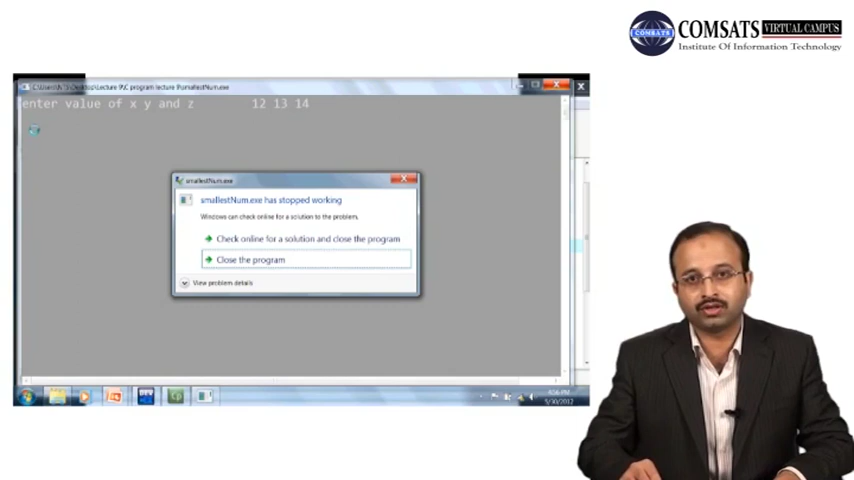 COMSATS VIRTUAL CAMPUS
COMSATS
Institute Of Information Technology
enter value of x y and z 12 13 14
smallestNum.exe
smallestNum.exe has stopped working
Windows can check online for a solution to the problem.
Check online for a solution and close the program
Close the program
View problem details